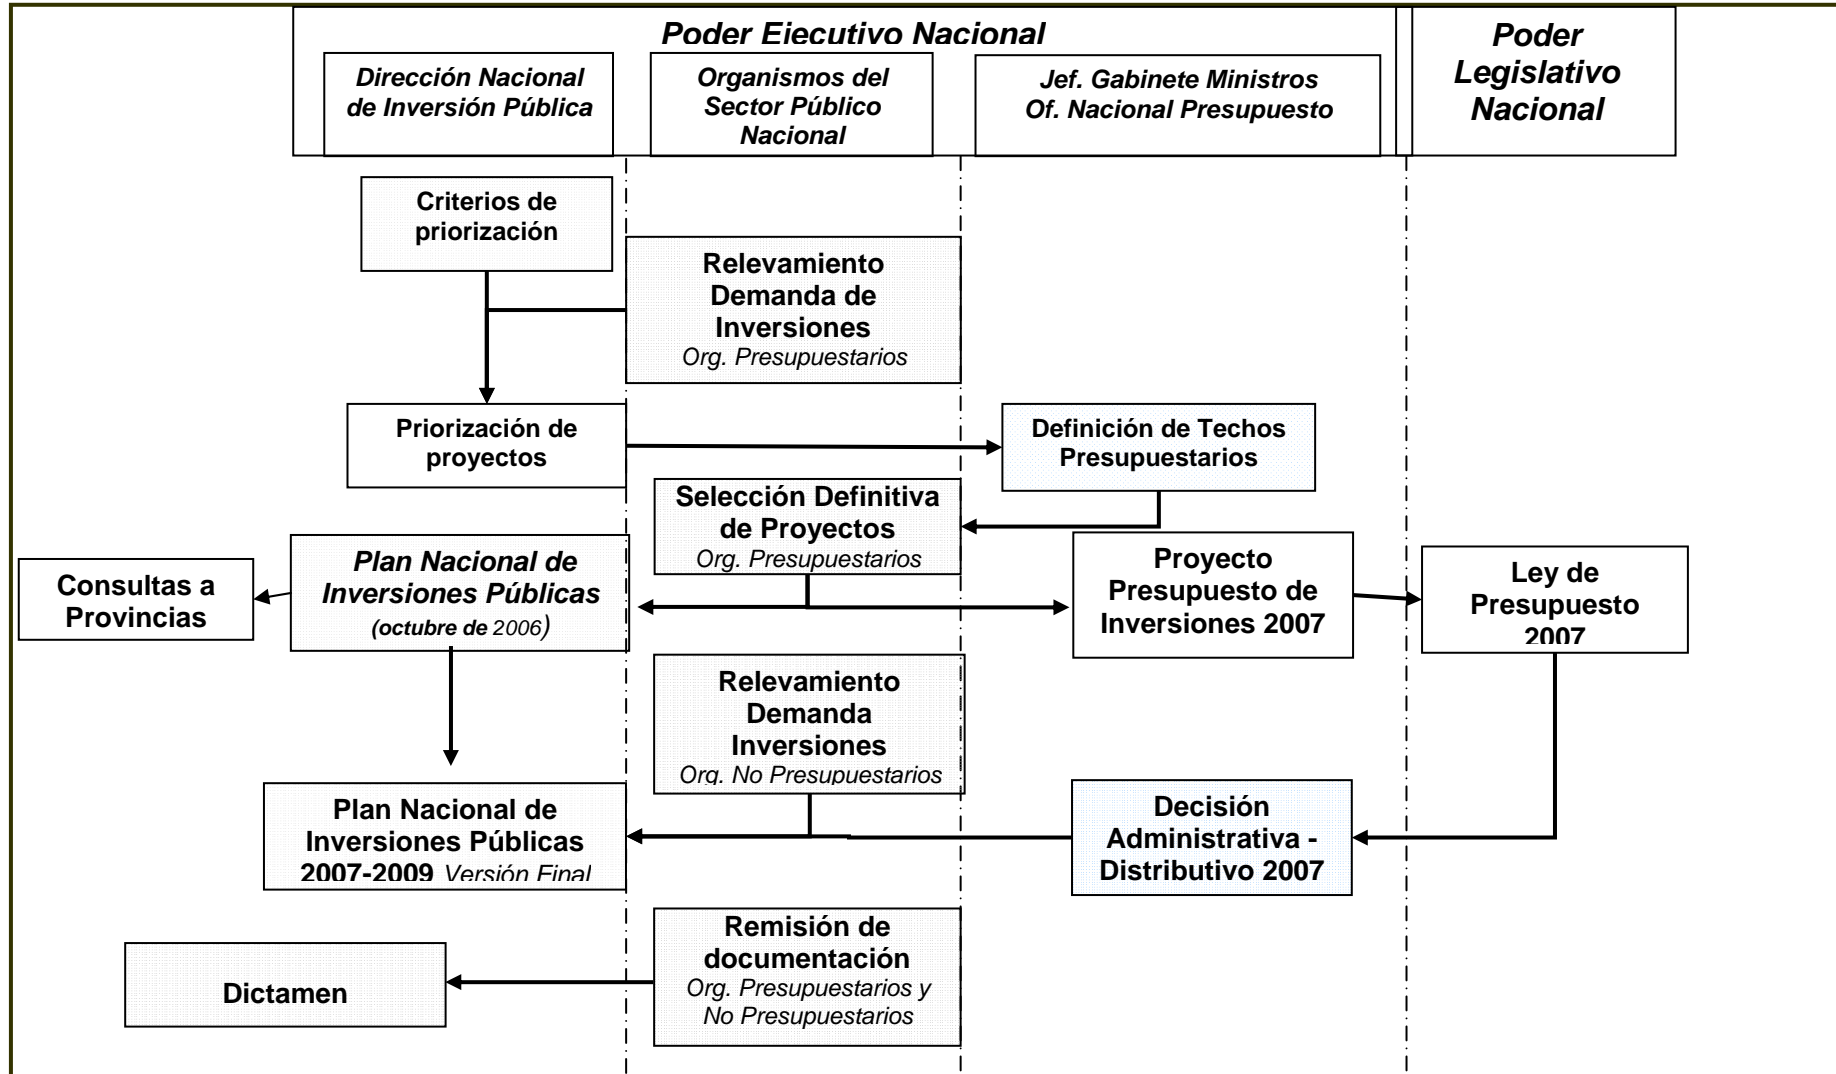 Poder Ejecutivo Nacional
Poder
Legislativo
Nacional
Dirección Nacional
de Inversión Pública
Organismos del
Sector Público
Nacional
Jef. Gabinete Ministros
Of. Nacional Presupuesto
Criterios de
priorización
Relevamiento
Demanda de
Inversiones
Org. Presupuestarios
Priorización de
proyectos
Definición de Techos
Presupuestarios
Selección Definitiva
de Proyectos
Org. Presupuestarios
Consultas a
Provincias
Plan Nacional de
Inversiones Públicas
(octubre de 2006)
Proyecto
Presupuesto de
Inversiones 2007
Ley de
Presupuesto
2007
Relevamiento
Demanda
Inversiones
Org. No Presupuestarios
Plan Nacional de
Inversiones Públicas
2007-2009 Versión Final
Decisión
Administrativa -
Distributivo 2007
Remisión de
documentación
Org. Presupuestarios y
No Presupuestarios
Dictamen